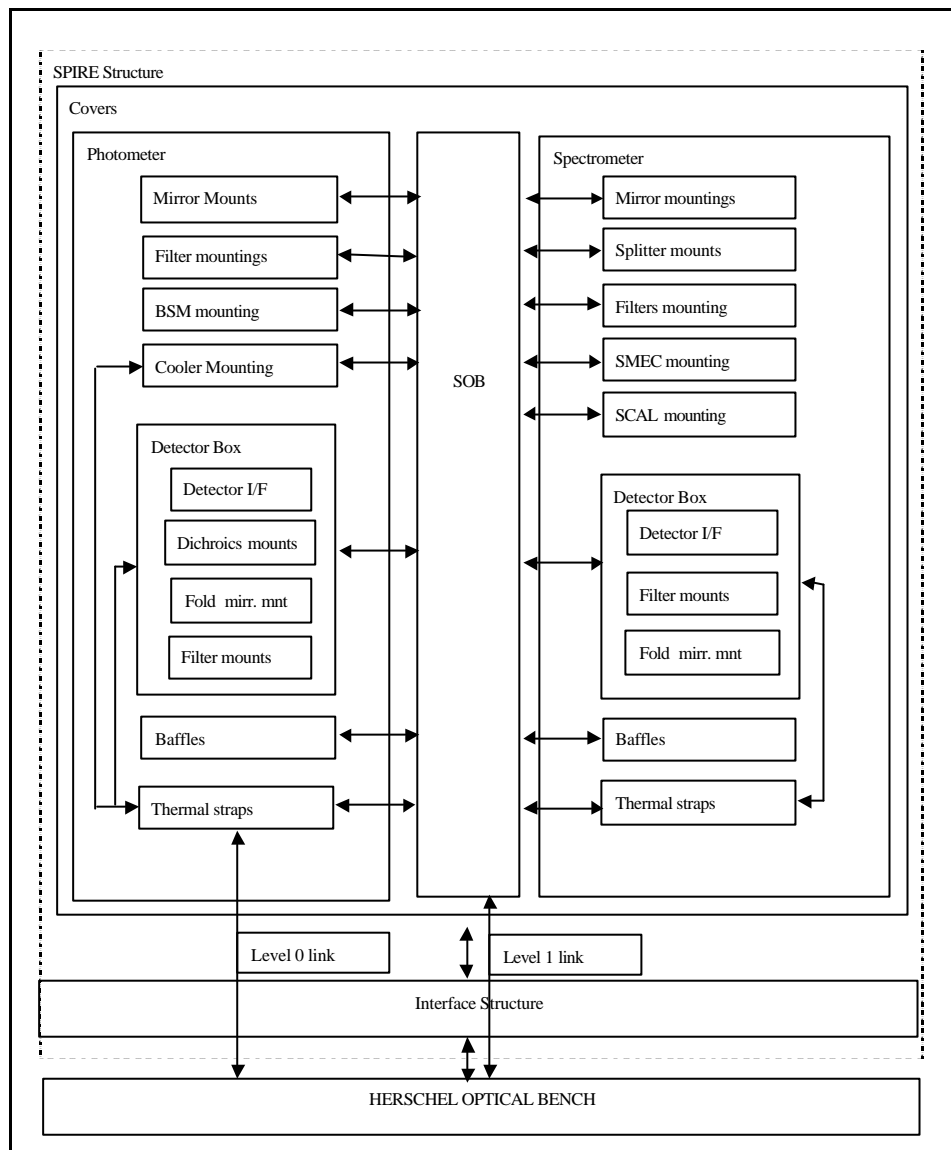 SPIRE Structure
Covers
Photometer
Mirror Mounts
Filter mountings
BSM mounting
Cooler Mounting
Detector Box
Detector I/F
Dichroics mounts
Fold mirr. mnt
Filter mounts
Baffles
Thermal straps
SOB
Spectrometer
Mirror mountings
Splitter mounts
Filters mounting
SMEC mounting
SCAL mounting
Detector Box
Detector I/F
Filter mounts
Fold mirr. mnt
Baffles
Thermal straps
Level 0 link
Level 1 link
Interface Structure
HERSCHEL OPTICAL BENCH